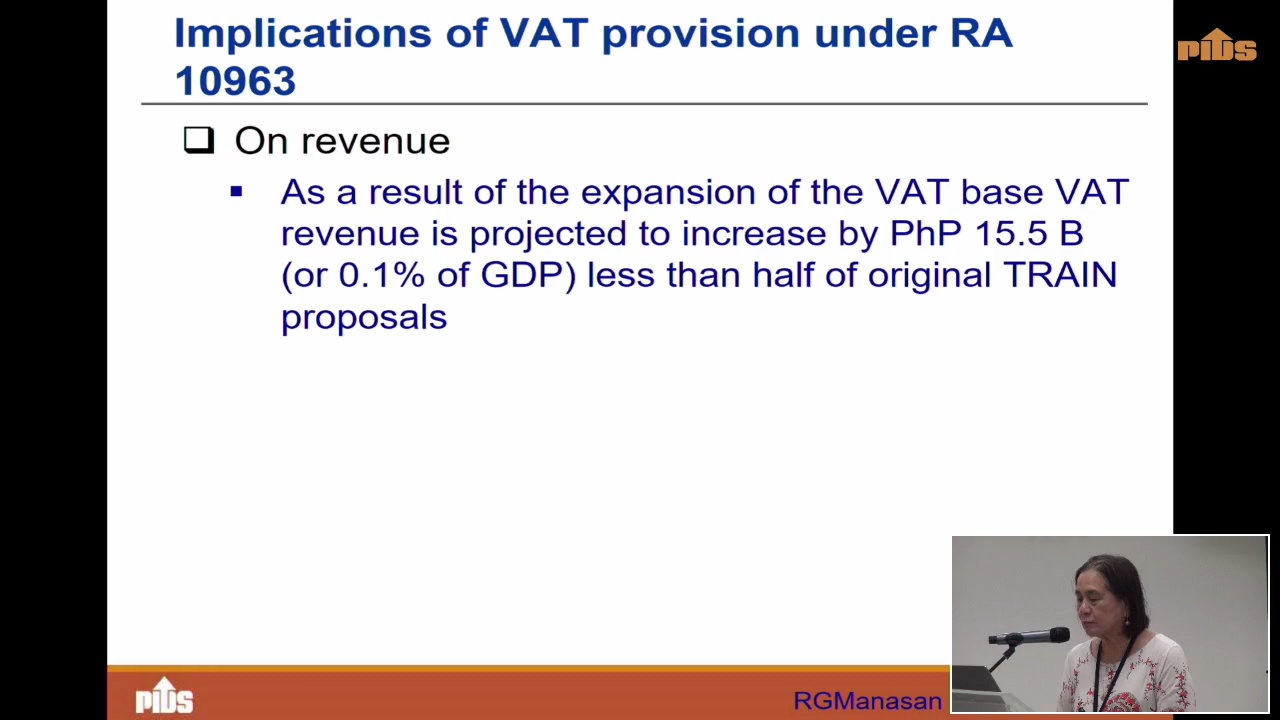 Implications of VAT provision under RA
10963
PIDS
On revenue
As a result of the expansion of the VAT base VAT
revenue is projected to increase by PhP 15.5 B
(or 0.1% of GDP) less than half of original TRAIN
proposals
PIDS
RGManasan